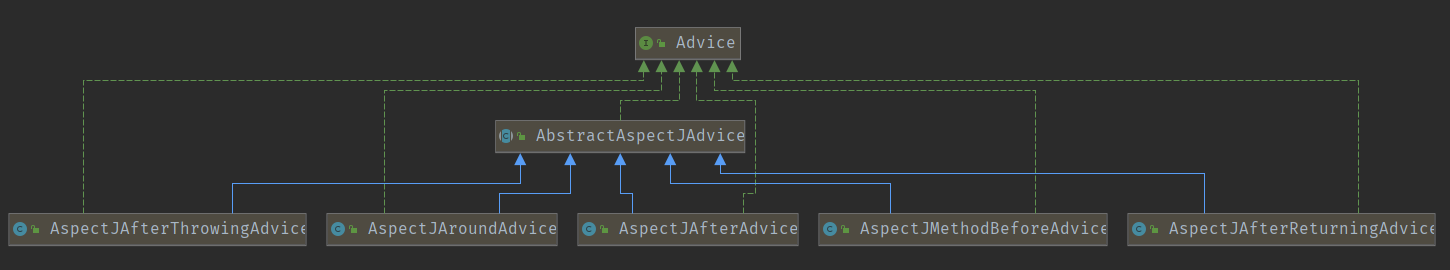 I Advice
C AbstractAspectJAdvice
C AspectJAfterThrowingAdvice
C AspectJAroundAdvice
C AspectJAfterAdvice
C AspectJMethodBeforeAdvice
C AspectJAfterReturningAdvice